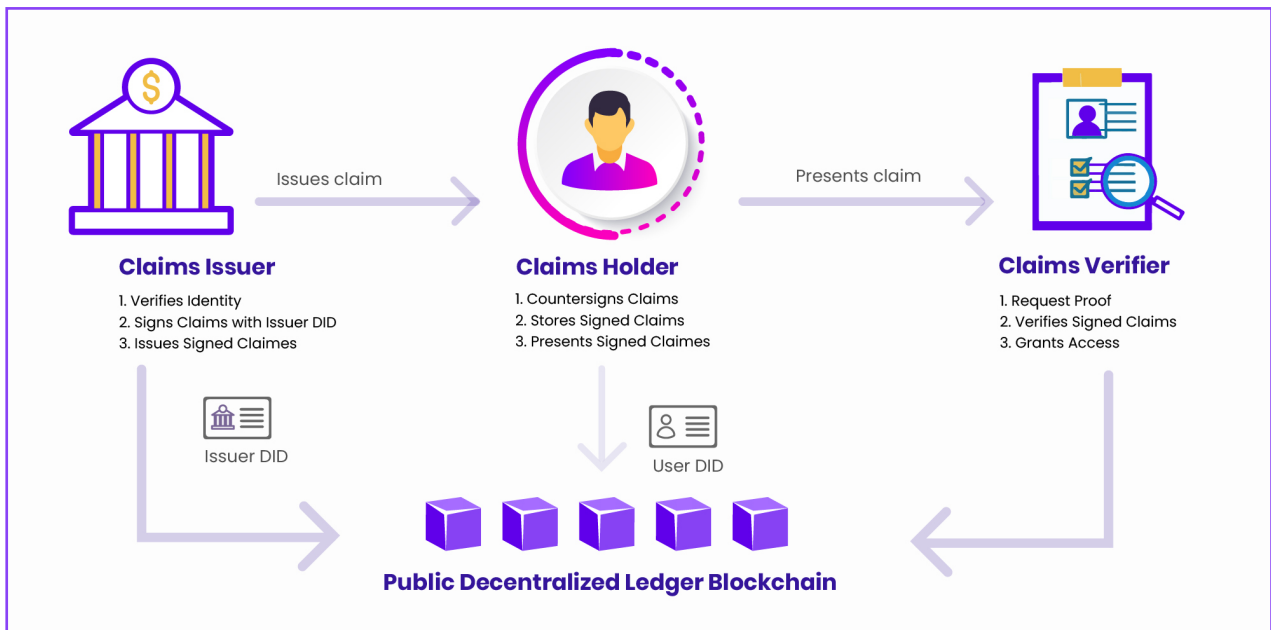 $
Issues claim
Presents claim
Claims Issuer
1. Verifies Identity
2. Signs Claims with Issuer DID
3. Issues Signed Claimes
Claims Holder
1. Countersigns Claims
2. Stores Signed Claims
3. Presents Signed Claimes
Claims Verifier
1. Request Proof
2. Verifies Signed Claims
3. Grants Access
Issuer DID
User DID
Public Decentralized Ledger Blockchain